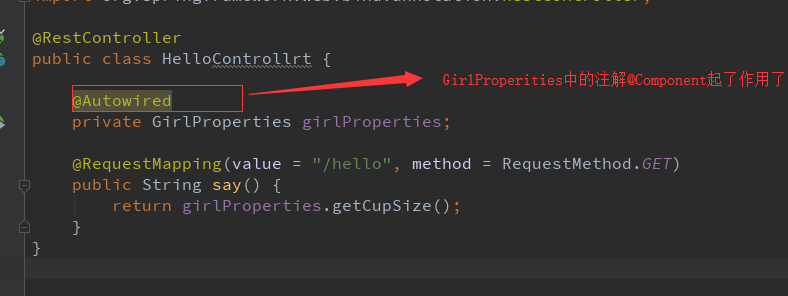 @RestController
public class HelloControllrt {
@Autowired
GirlProperities中的注解@Component起了作用了
private GirlProperties girlProperties;
@RequestMapping(value = "/hello", method = RequestMethod.GET)
public String say() {
return girlProperties.getCupSize();
}
}